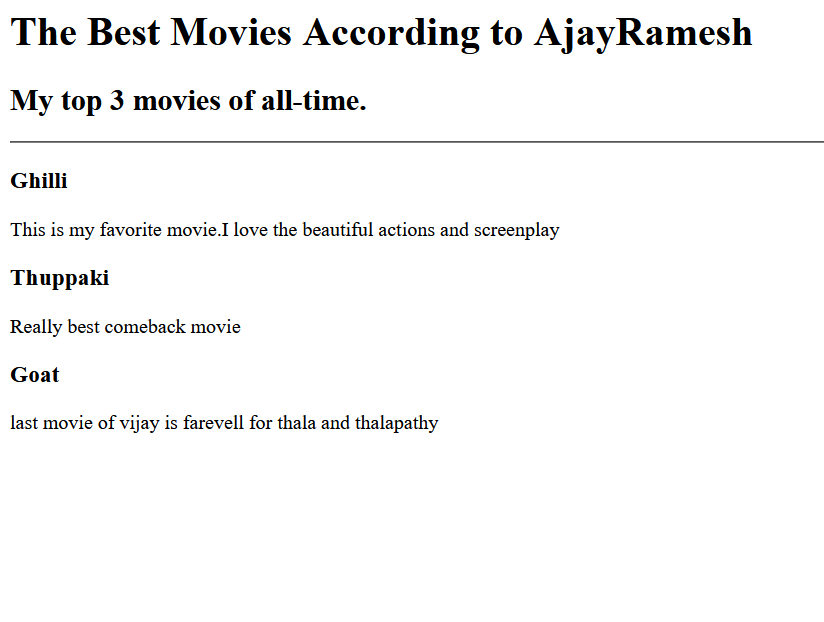 The Best Movies According to AjayRamesh
My top 3 movies of all-time.
Ghilli
This is my favorite movie.I love the beautiful actions and screenplay
Thuppaki
Really best comeback movie
Goat
last movie of vijay is farevell for thala and thalapathy